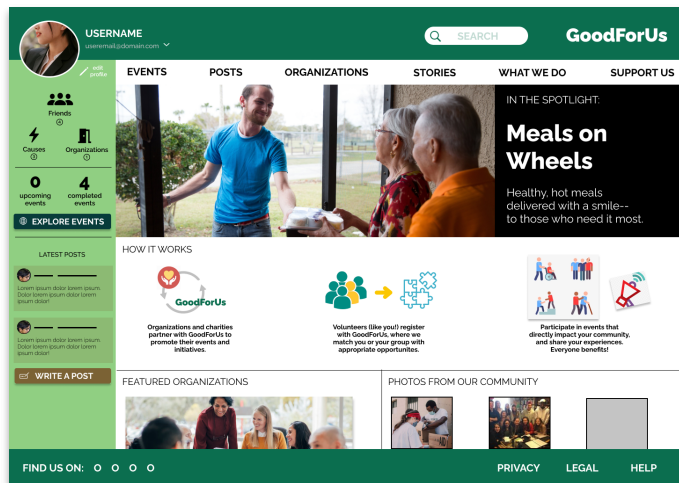 USERNAME
useremail@domain.com
SEARCH
GoodForUs
edit
profile
EVENTS
POSTS
ORGANIZATIONS
STORIES
WHAT WE DO
SUPPORT US
Friends
Causes
Organizations
0
upcoming
events
4
completed
events
EXPLORE EVENTS
LATEST POSTS
Lorem ipsum dolor lorem ipsum
Dolor lorem ipsum dolor lorem
ipsum dolor!
Lorem ipsum dolor lorem ipsum
Dolor lorem ipsum dolor lorem
ipsum dolor!
WRITE A POST
IN THE SPOTLIGHT:
Meals on
Wheels
Healthy, hot meals
delivered with a smile--
to those who need it most.
HOW IT WORKS
GoodForUs
Organizations and charities
partner with GoodForUs to
promote their events and
initiatives.
Volunteers (like you!) register
with GoodForUs, where we
match you or your group with
appropriate opportunites.
Participate in events that
directly impact your community,
and share your experiences.
Everyone benefits!
FEATURED ORGANIZATIONS
PHOTOS FROM OUR COMMUNITY
FIND US ON:
PRIVACY
LEGAL
HELP